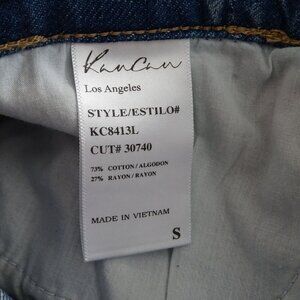 KanCan
Los Angeles
STYLE/ESTILO#
KC8413L
CUT# 30740
73% COTTON/ALGODON
27% RAYON/RAYON
MADE IN VIETNAM
S